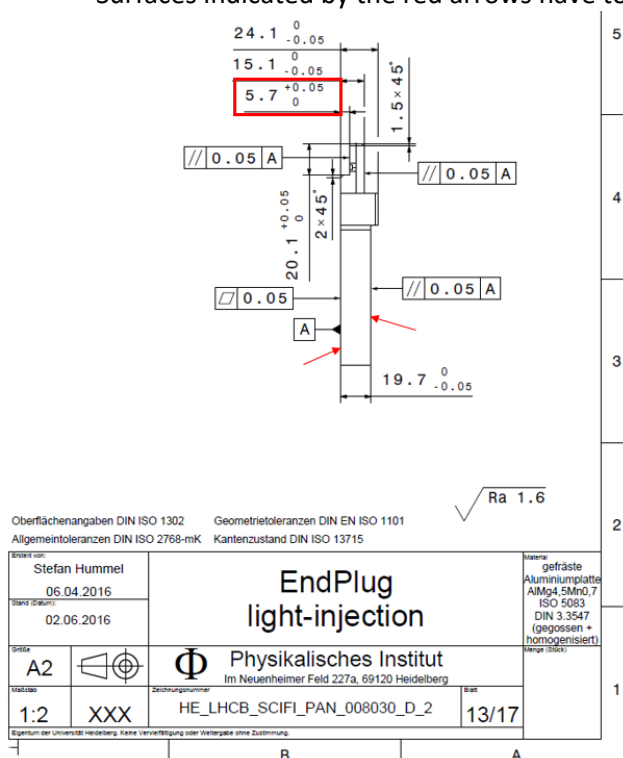 Surfaces indicated by the red arrows have to
5
24.1 0 -0.05
15.1 0 -0.05
5.7 +0.05 0
1.5×45°
// 0.05 A
// 0.05 A
4
20.1 +0.05 0
2×45°
⏥ 0.05
// 0.05 A
A
3
19.7 0 -0.05
Ra 1.6
Oberflächenangaben DIN ISO 1302 Geometrietoleranzen DIN EN ISO 1101
2
Allgemeintoleranzen DIN ISO 2768-mK Kantenzustand DIN ISO 13715
Erstellt von:
Stefan Hummel
06.04.2016
Stand (Datum):
02.06.2016
EndPlug
light-injection
Material
gefräste
Aluminiumplatte
AlMg4,5Mn0,7
ISO 5083
DIN 3.3547
(gegossen +
homogenisiert)
Größe
A2
Φ Physikalisches Institut
Im Neuenheimer Feld 227a, 69120 Heidelberg
Menge (Stück)
1
Maßstab
1:2
XXX
Zeichnungsnummer
HE_LHCB_SCIFI_PAN_008030_D_2
Blatt
13/17
Eigentum der Universität Heidelberg. Keine Vervielfältigung oder Weitergabe ohne Zustimmung.
B
A